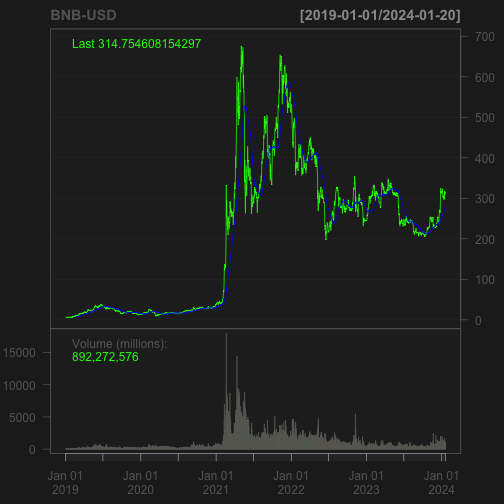 BNB-USD [2019-01-01/2024-01-20]
Last 314.754608154297
700
600
500
400
300
200
100
0
Volume (millions):
892,272,576
15000
10000
5000
0
Jan 01 Jan 01 Jan 01 Jan 01 Jan 01 Jan 01
2019 2020 2021 2022 2023 2024